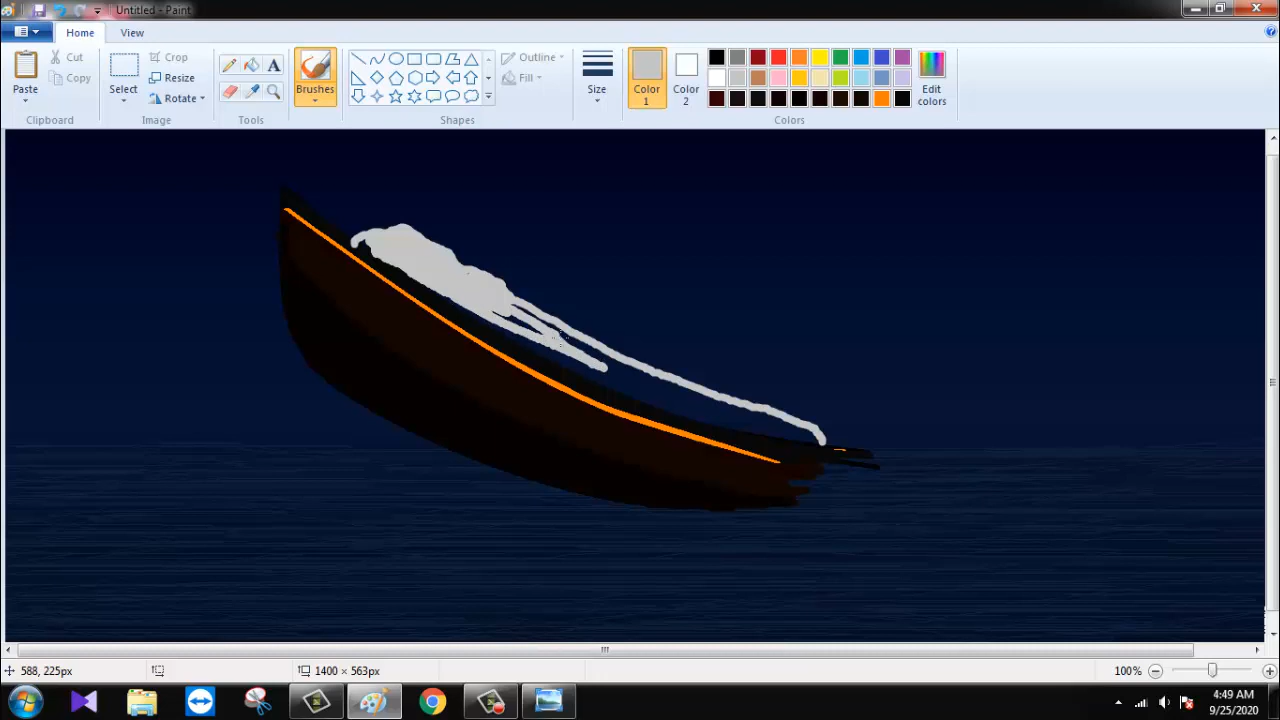 Untitled - Paint
Home View
Paste
Cut
Copy
Clipboard
Select
Crop
Resize
Rotate
Image
Tools
Brushes
Outline
Fill
Shapes
Size
Color 1
Color 2
Edit colors
Colors
588, 225px
1400 × 563px
100%
4:49 AM
9/25/2020